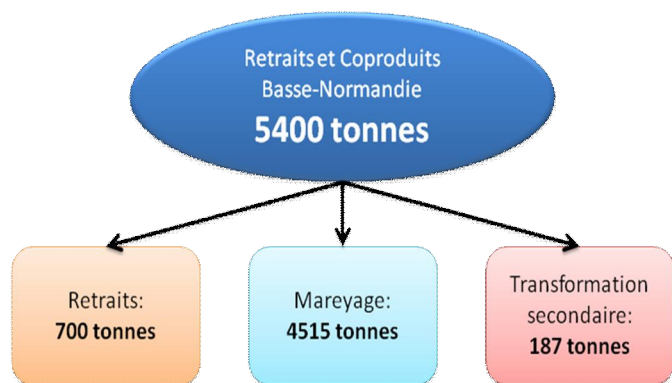 Retraits et Coproduits
Basse-Normandie
5400 tonnes
Retraits:
700 tonnes
Mareyage:
4515 tonnes
Transformation
secondaire:
187 tonnes